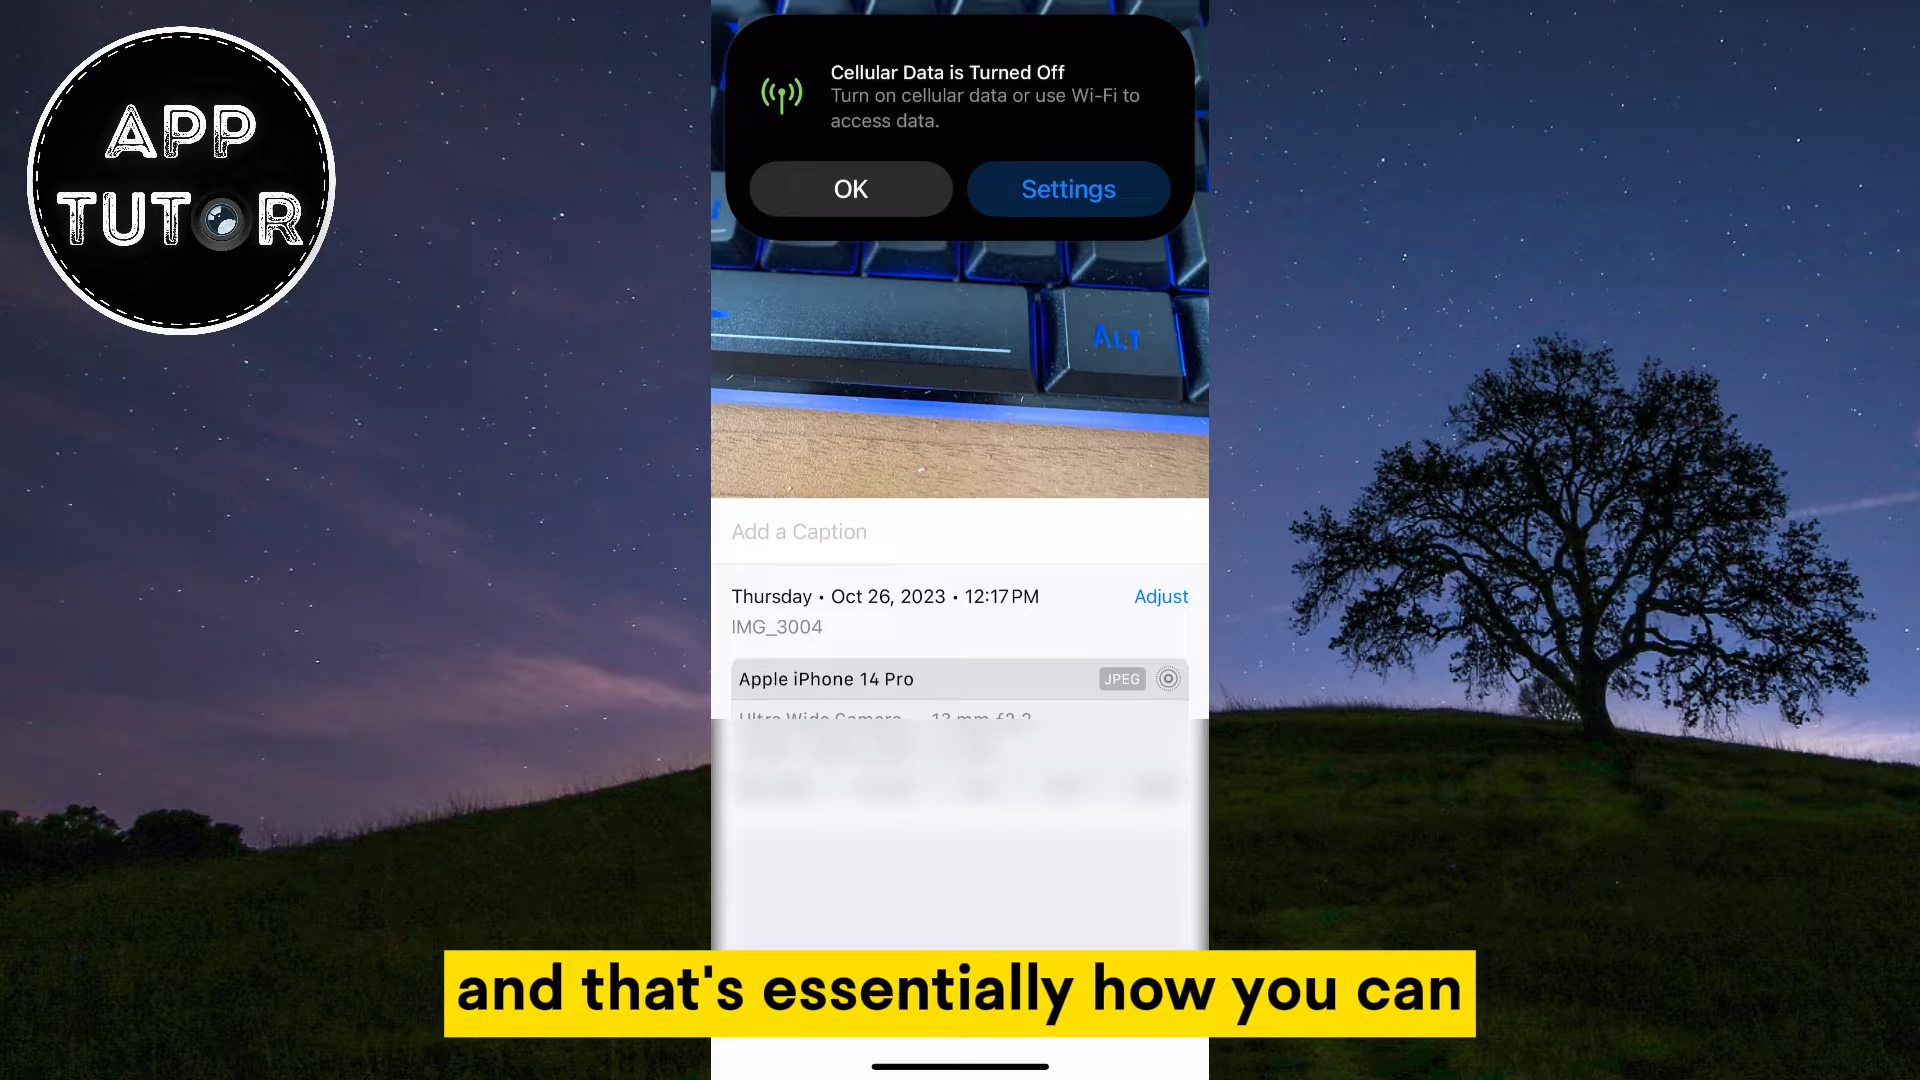 APP
TUTOR
Cellular Data is Turned Off
Turn on cellular data or use Wi-Fi to
access data.
OK
Settings
ALT
Add a Caption
Thursday • Oct 26, 2023 • 12:17 PM
Adjust
IMG_3004
Apple iPhone 14 Pro
JPEG
and that's essentially how you can